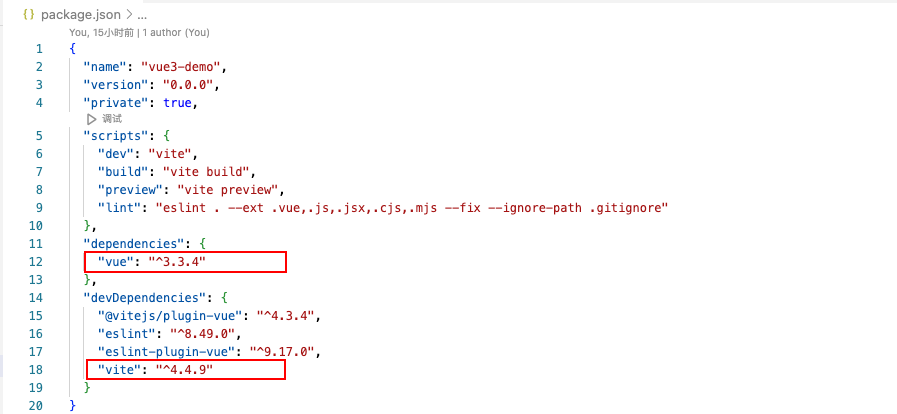 {} package.json > ...
You, 15小时前 | 1 author (You)
1 {
2 "name": "vue3-demo",
3 "version": "0.0.0",
4 "private": true,
▷ 调试
5 "scripts": {
6 "dev": "vite",
7 "build": "vite build",
8 "preview": "vite preview",
9 "lint": "eslint . --ext .vue,.js,.jsx,.cjs,.mjs --fix --ignore-path .gitignore"
10 },
11 "dependencies": {
12 "vue": "^3.3.4"
13 },
14 "devDependencies": {
15 "@vitejs/plugin-vue": "^4.3.4",
16 "eslint": "^8.49.0",
17 "eslint-plugin-vue": "^9.17.0",
18 "vite": "^4.4.9"
19 }
20 }